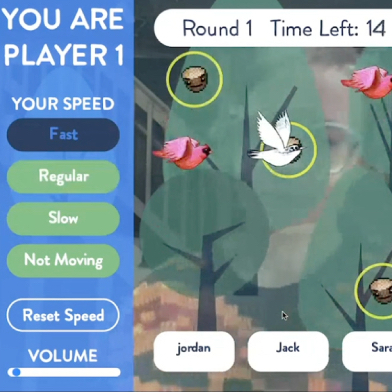 YOU ARE
PLAYER 1
Round 1 Time Left: 14
YOUR SPEED
Fast
Regular
Slow
Not Moving
Reset Speed
VOLUME
jordan
Jack
Sara